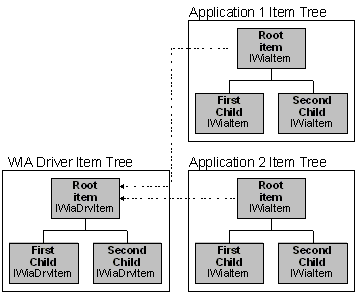 Application 1 Item Tree
Root
item
IWiaItem
First
Child
IWiaItem
Second
Child
IWiaItem
WIA Driver Item Tree
Root
item
IWiaDrvItem
First
Child
IWiaDrvItem
Second
Child
IWiaDrvItem
Application 2 Item Tree
Root
item
IWiaItem
First
Child
IWiaItem
Second
Child
IWiaItem